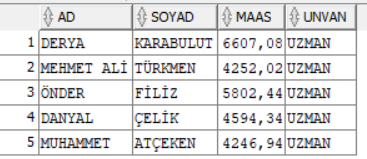 AD SOYAD MAAS UNVAN
1 DERYA KARABULUT 6607,08 UZMAN
2 MEHMET ALİ TÜRKMEN 4252,02 UZMAN
3 ÖNDER FİLİZ 5802,44 UZMAN
4 DANYAL ÇELİK 4594,34 UZMAN
5 MUHAMMET ATÇEKEN 4246,94 UZMAN